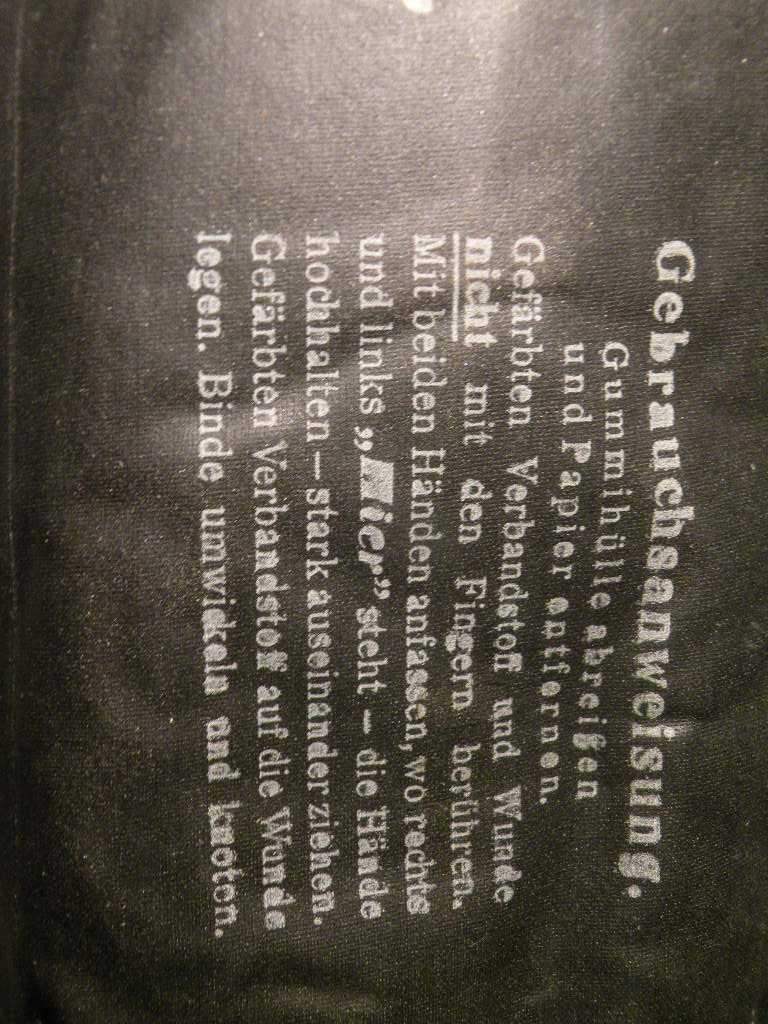 Gebrauchsanweisung.
Gummihülle abreißen
und Papier entfernen.
Gefärbten Verbandstoff und Wunde
nicht mit den Fingern berühren.
Mit beiden Händen anfassen, wo rechts
und links „Hier” steht – die Hände
hochhalten – stark auseinanderziehen.
Gefärbten Verbandstoff auf die Wunde
legen. Binde umwickeln und knoten.